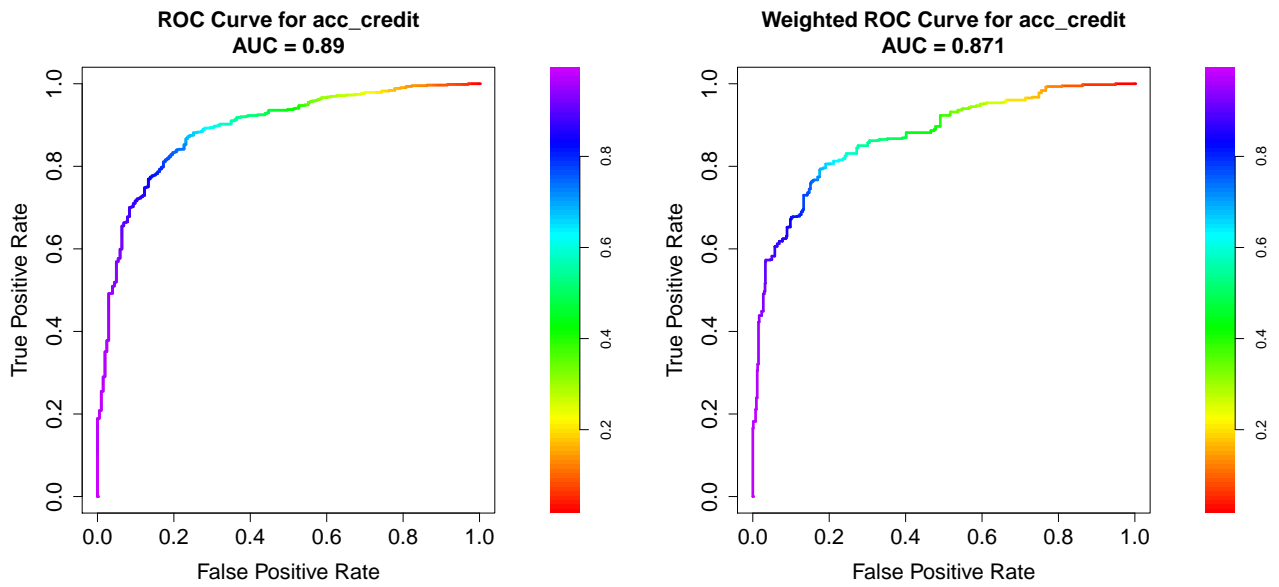 ROC Curve for acc_credit
AUC = 0.89
True Positive Rate
1.0
0.8
0.6
0.4
0.2
0.0
0.0 0.2 0.4 0.6 0.8 1.0
False Positive Rate
0.8
0.6
0.4
0.2
Weighted ROC Curve for acc_credit
AUC = 0.871
True Positive Rate
1.0
0.8
0.6
0.4
0.2
0.0
0.0 0.2 0.4 0.6 0.8 1.0
False Positive Rate
0.8
0.6
0.4
0.2